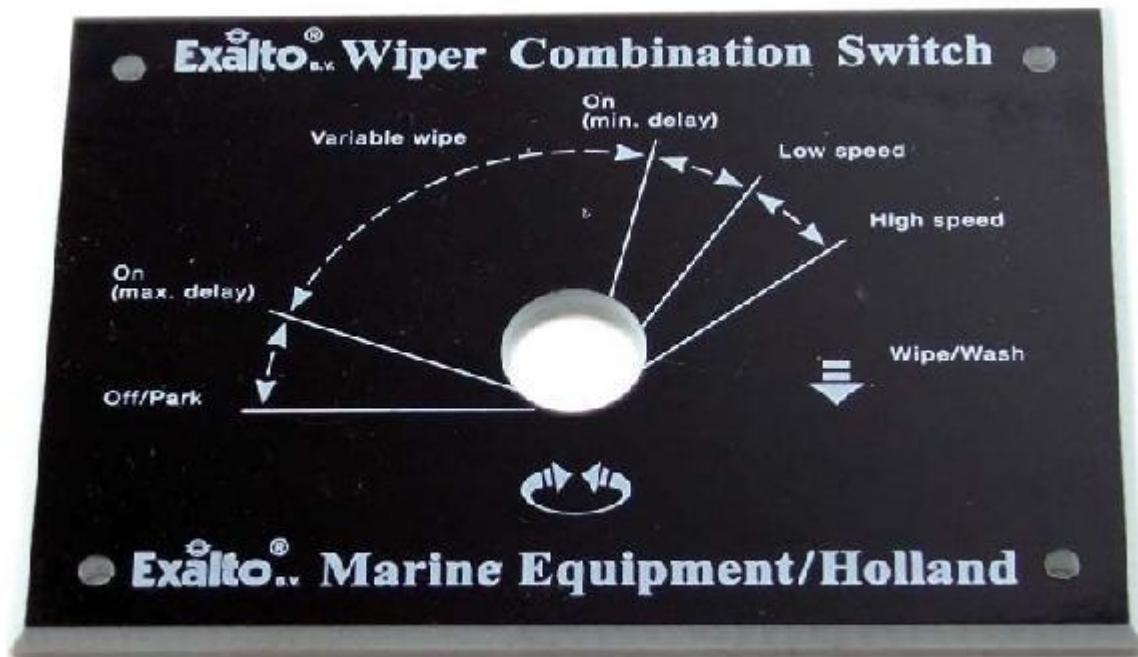 Exalto® B.V. Wiper Combination Switch
On
(min. delay)
Variable wipe
Low speed
High speed
On
(max. delay)
Wipe/Wash
Off/Park
Exalto® B.V. Marine Equipment/Holland